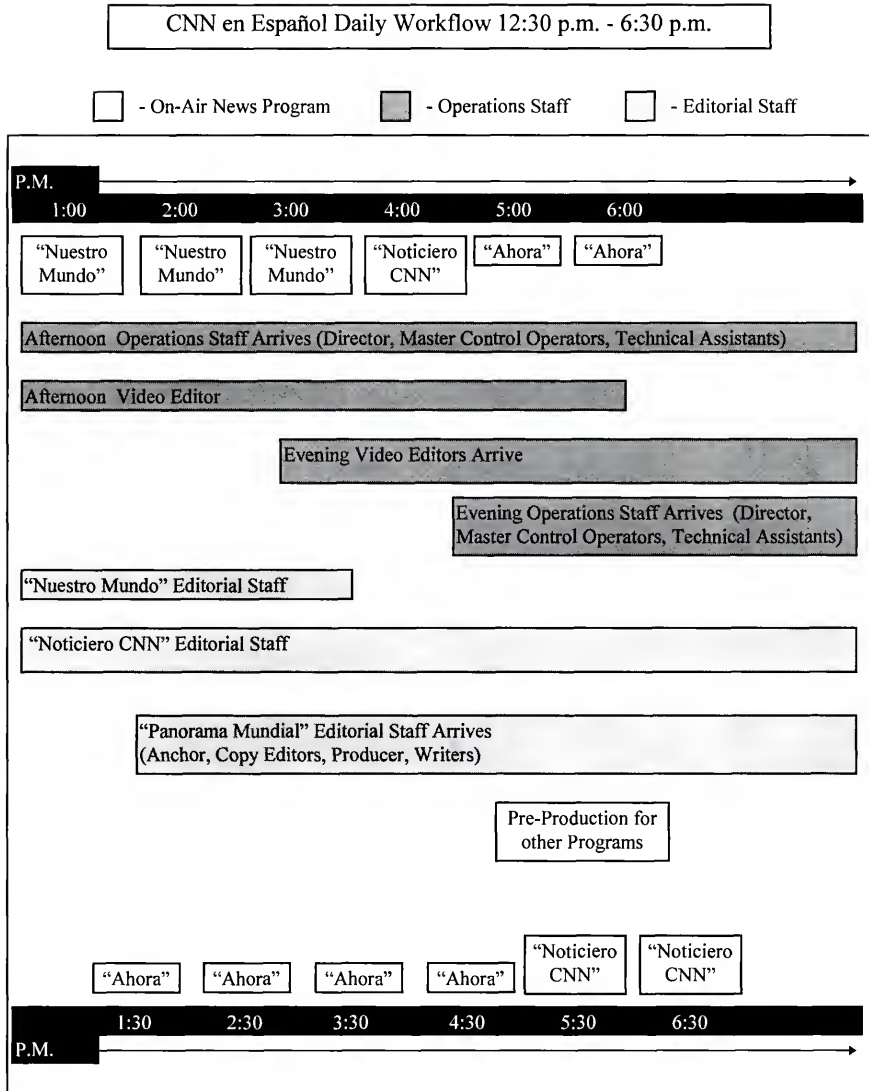 CNN en Español Daily Workflow 12:30 p.m. - 6:30 p.m.
- On-Air News Program - Operations Staff - Editorial Staff
P.M.
1:00 2:00 3:00 4:00 5:00 6:00
“Nuestro “Nuestro “Nuestro “Noticiero “Ahora” “Ahora”
Mundo” Mundo” Mundo” CNN”
Afternoon Operations Staff Arrives (Director, Master Control Operators, Technical Assistants)
Afternoon Video Editor
Evening Video Editors Arrive
Evening Operations Staff Arrives (Director,
Master Control Operators, Technical Assistants)
“Nuestro Mundo” Editorial Staff
“Noticiero CNN” Editorial Staff
“Panorama Mundial” Editorial Staff Arrives
(Anchor, Copy Editors, Producer, Writers)
Pre-Production for
other Programs
“Ahora” “Ahora” “Ahora” “Ahora” “Noticiero “Noticiero
CNN” CNN”
1:30 2:30 3:30 4:30 5:30 6:30
P.M.